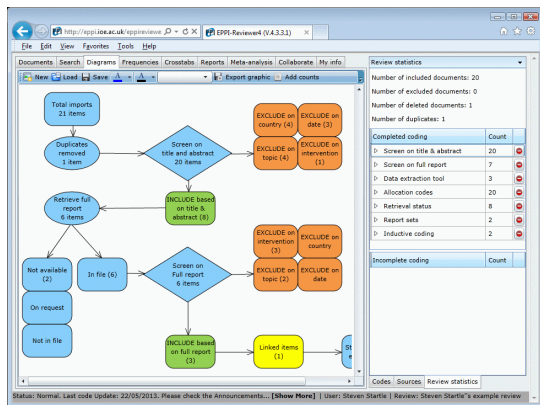 http://eppi.ioe.ac.uk/eppireviewe
EPPI-Reviewer4 (V.4.3.3.1)
File Edit View Favorites Tools Help
Documents Search Diagrams Frequencies Crosstabs Reports Meta-analysis Collaborate My info
New Load Save A A Export graphic Add counts
Total imports
21 items
Duplicates
removed
1 item
Screen on
title and abstract
20 items
EXCLUDE on
country (4)
EXCLUDE on
date (3)
EXCLUDE on
topic (4)
EXCLUDE on
intervention
(1)
Retrieve full
report
6 items
INCLUDE based
on title &
abstract (8)
Not available
(2)
On request
Not in file
In file (6)
Screen on
Full report
6 items
EXCLUDE on
intervention
(3)
EXCLUDE on
country
EXCLUDE on
topic (2)
EXCLUDE on
date
INCLUDE based
on full report
(3)
Linked items
(1)
St
e
Review statistics
Number of included documents: 20
Number of excluded documents: 0
Number of deleted documents: 1
Number of duplicates: 1
Completed coding Count
Screen on title & abstract 20
Screen on full report 7
Data extraction tool 3
Allocation codes 20
Retrieval status 8
Report sets 2
Inductive coding 2
Incomplete coding Count
Codes Sources Review statistics
Status: Normal. Last code Update: 22/05/2013. Please check the Announcements... [Show More] | User: Steven Startle | Review: Steven Startle"s example review